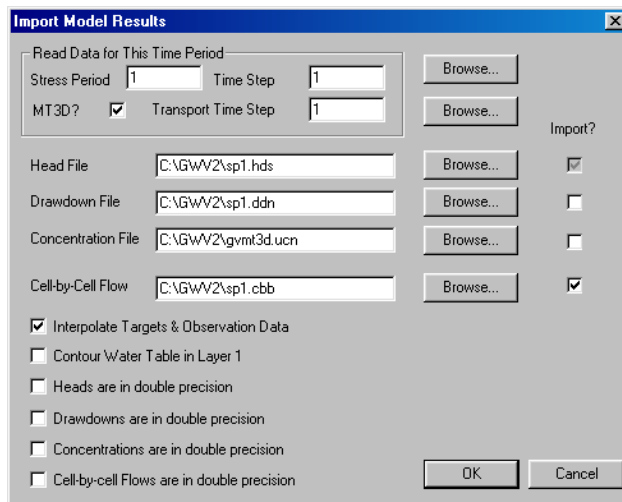 Import Model Results
Read Data for This Time Period
Stress Period 1 Time Step 1 Browse...
MT3D? Transport Time Step 1 Browse...
Import?
Head File C:\GWV2\sp1.hds Browse...
Drawdown File C:\GWV2\sp1.ddn Browse...
Concentration File C:\GWV2\gvmt3d.ucn Browse...
Cell-by-Cell Flow C:\GWV2\sp1.cbb Browse...
Interpolate Targets & Observation Data
Contour Water Table in Layer 1
Heads are in double precision
Drawdowns are in double precision
Concentrations are in double precision
Cell-by-cell Flows are in double precision
OK Cancel